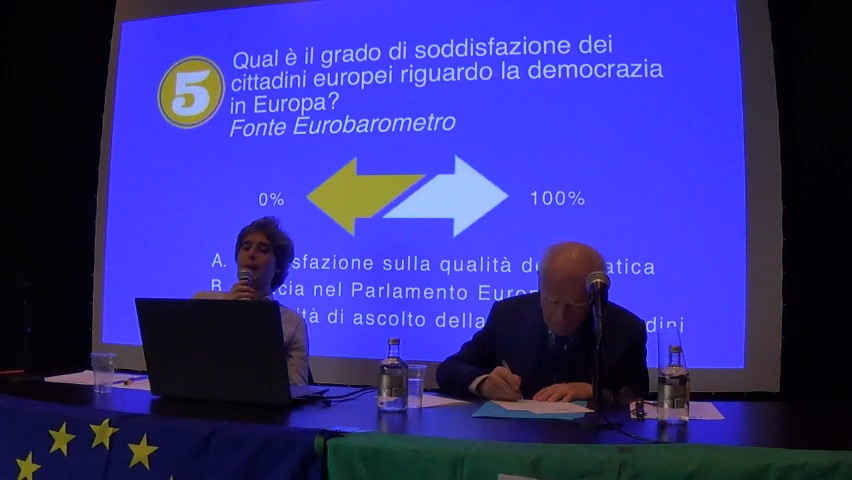 5
Qual è il grado di soddisfazione dei
cittadini europei riguardo la democrazia
in Europa?
Fonte Eurobarometro
0%
100%
A. sfazione sulla qualità de atica
B. cia nel Parlamento Euro
ità di ascolto della dini